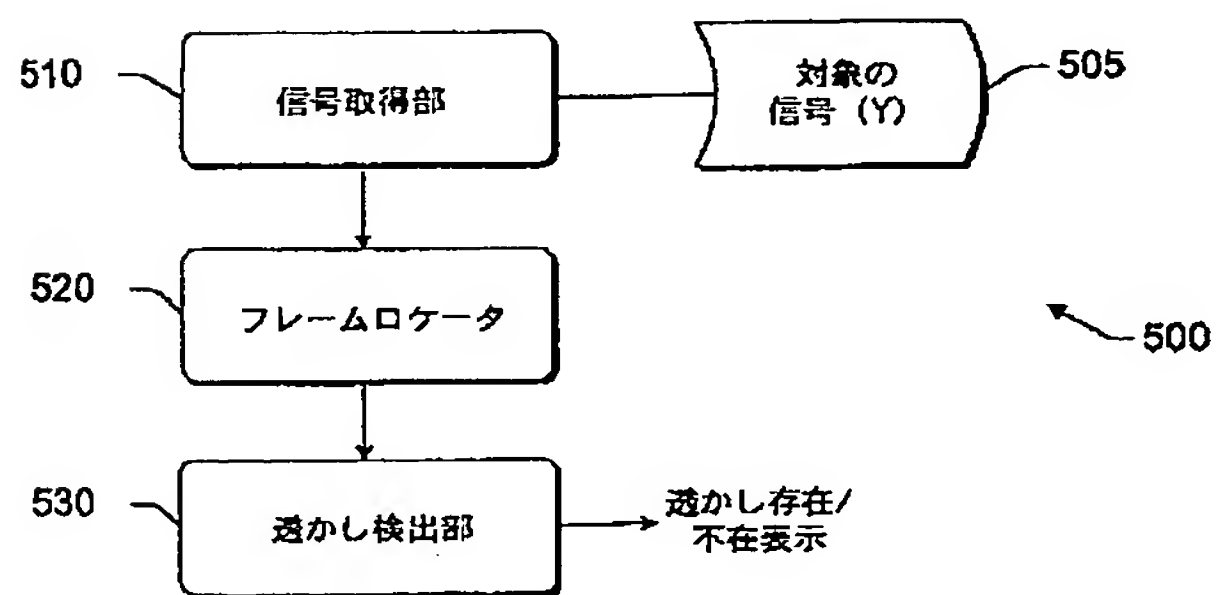 510
信号取得部
対象の
信号 (Y)
505
520
フレームロケータ
500
530
透かし検出部
透かし存在/
不在表示